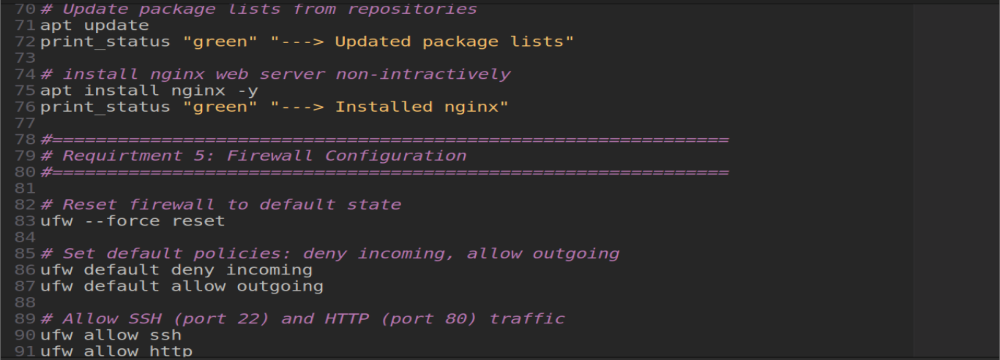 70 # Update package lists from repositories
71 apt update
72 print_status "green" "---> Updated package lists"
73
74 # install nginx web server non-intractively
75 apt install nginx -y
76 print_status "green" "---> Installed nginx"
77
78 #==============================================================
79 # Requirtment 5: Firewall Configuration
80 #==============================================================
81
82 # Reset firewall to default state
83 ufw --force reset
84
85 # Set default policies: deny incoming, allow outgoing
86 ufw default deny incoming
87 ufw default allow outgoing
88
89 # Allow SSH (port 22) and HTTP (port 80) traffic
90 ufw allow ssh
91 ufw allow http